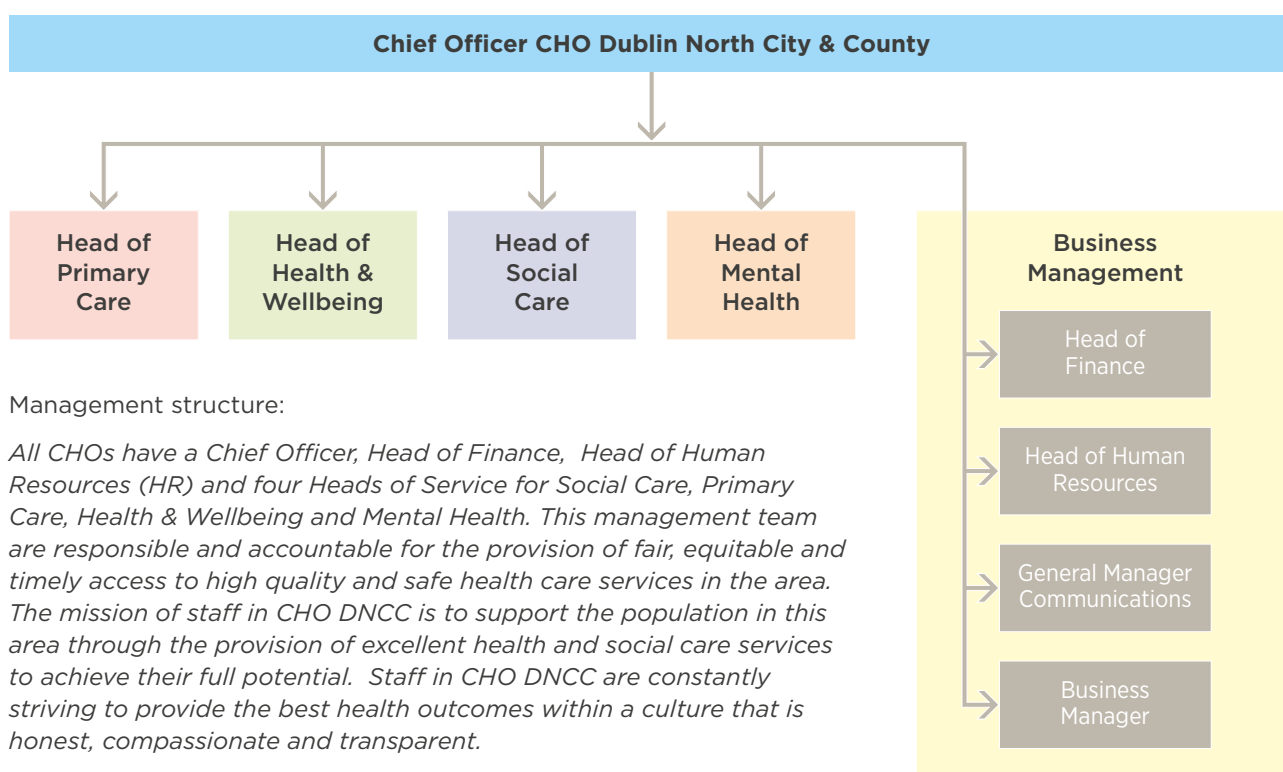 Chief Officer CHO Dublin North City & County
Head of
Primary
Care
Head of
Health &
Wellbeing
Head of
Social
Care
Head of
Mental
Health
Business
Management
Head of
Finance
Head of Human
Resources
General Manager
Communications
Business
Manager
Management structure:
All CHOs have a Chief Officer, Head of Finance,  Head of Human
Resources (HR) and four Heads of Service for Social Care, Primary
Care, Health & Wellbeing and Mental Health. This management team
are responsible and accountable for the provision of fair, equitable and
timely access to high quality and safe health care services in the area.
The mission of staff in CHO DNCC is to support the population in this
area through the provision of excellent health and social care services
to achieve their full potential.  Staff in CHO DNCC are constantly
striving to provide the best health outcomes within a culture that is
honest, compassionate and transparent.